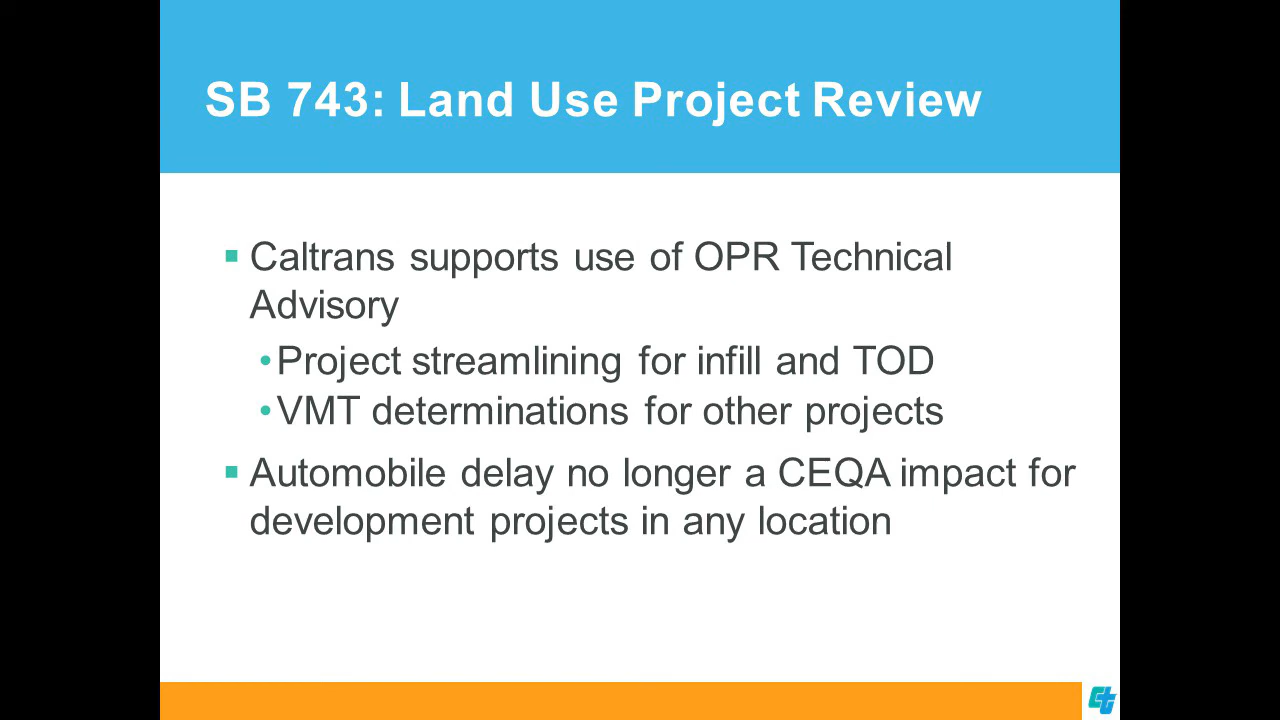 SB 743: Land Use Project Review
▪ Caltrans supports use of OPR Technical
Advisory
•Project streamlining for infill and TOD
•VMT determinations for other projects
▪ Automobile delay no longer a CEQA impact for
development projects in any location
ct